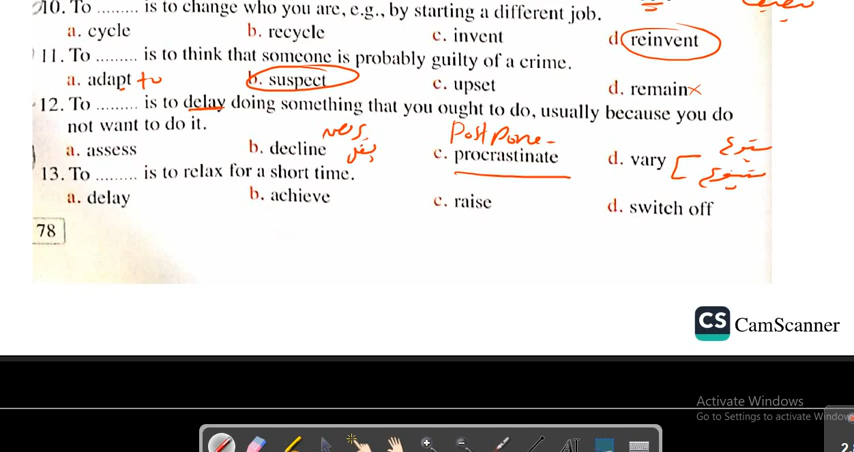 10. To ......... is to change who you are, e.g., by starting a different job.
a. cycle b. recycle c. invent d. reinvent
11. To ......... is to think that someone is probably guilty of a crime.
a. adapt to b. suspect c. upset d. remain x
12. To ......... is to delay doing something that you ought to do, usually because you do
not want to do it.
Postpone -
a. assess b. decline يقل c. procrastinate d. vary
13. To ......... is to relax for a short time.
a. delay b. achieve c. raise d. switch off
78
CS CamScanner
Activate Windows
Go to Settings to activate Window